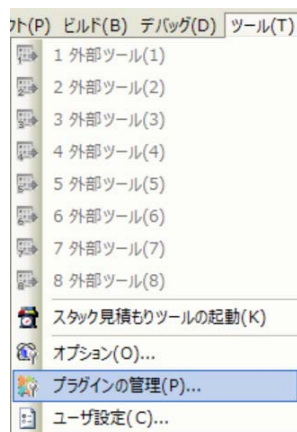 フト(P) ビルド(B) デバッグ(D) ツール(T)
1 外部ツール(1)
2 外部ツール(2)
3 外部ツール(3)
4 外部ツール(4)
5 外部ツール(5)
6 外部ツール(6)
7 外部ツール(7)
8 外部ツール(8)
スタック見積もりツールの起動(K)
オプション(O)...
プラグインの管理(P)...
ユーザ設定(C)...